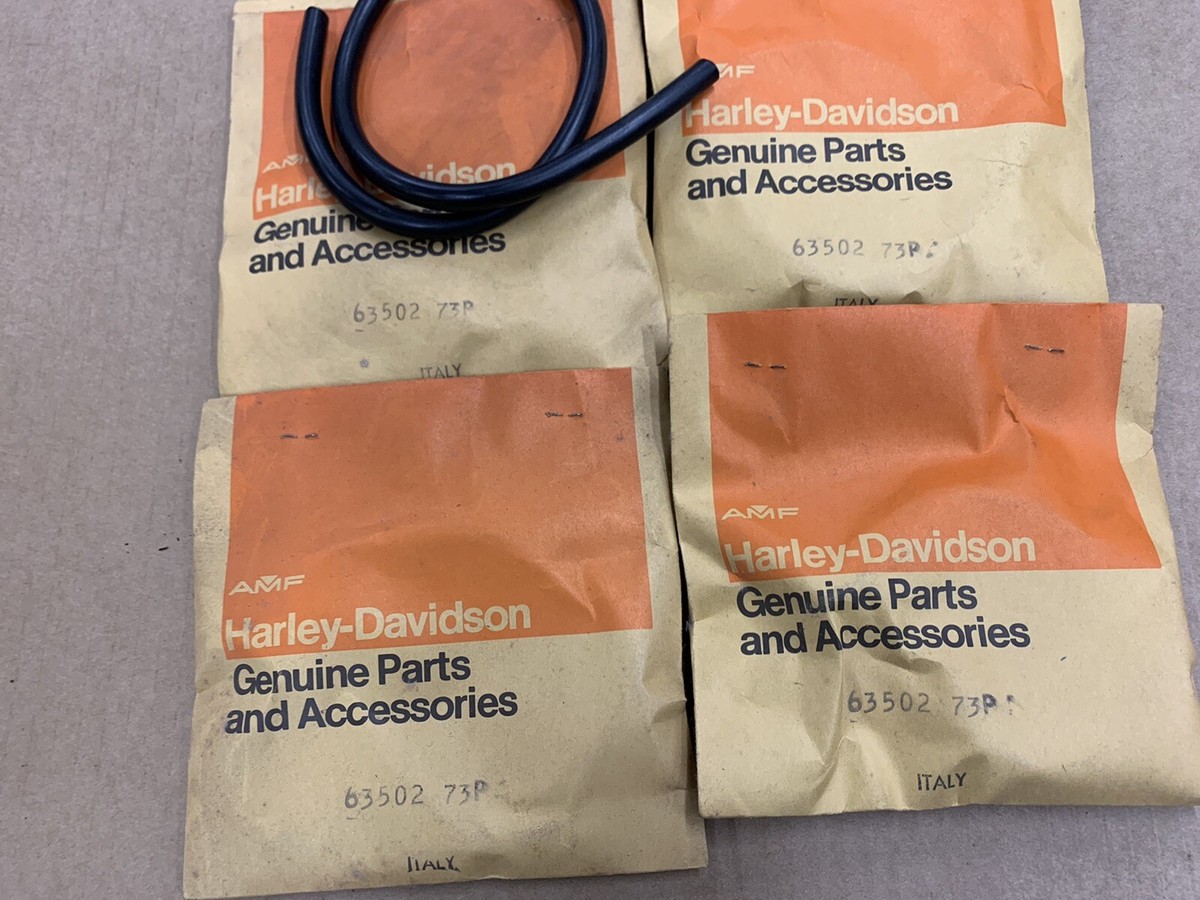 AMF
Harley-Davidson
Genuine
and Accessories
63502 73P
ITALY
AMF
Harley-Davidson
Genuine Parts
and Accessories
63502 73P
ITALY
AMF
Harley-Davidson
Genuine Parts
and Accessories
63502 73P
ITALY
AMF
Harley-Davidson
Genuine Parts
and Accessories
63502 73P
ITALY